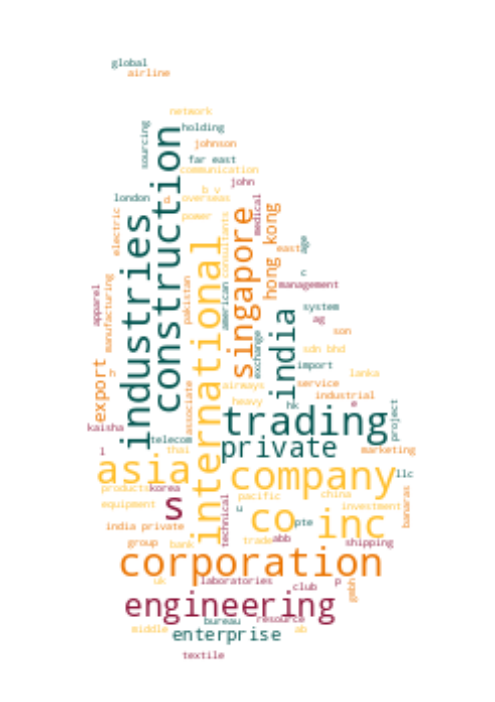 global
airline
network
sourcing
holding
johnson
far east
communication
john
b v
london
d
overseas
medical
construction
industries
international
singapore
hong kong
power
electric
consultants
east
age
c
management
pakistan
american
apparel
manufacturing
system
ag
india
son
exchange
sdn bhd
import
lanka
export
h
airways
service
associate
heavy
industrial
hk
e
trading
project
kaisha
telecom
private
l
thai
marketing
asia
company
llc
products
korea
equipment
s
pacific
china
investment
banaras
u
co
pte
inc
technical
india private
group
bank
trade
abb
shipping
corporation
uk
laboratories
club
p
gmbh
engineering
middle
bureau
resource
enterprise
ab
textile